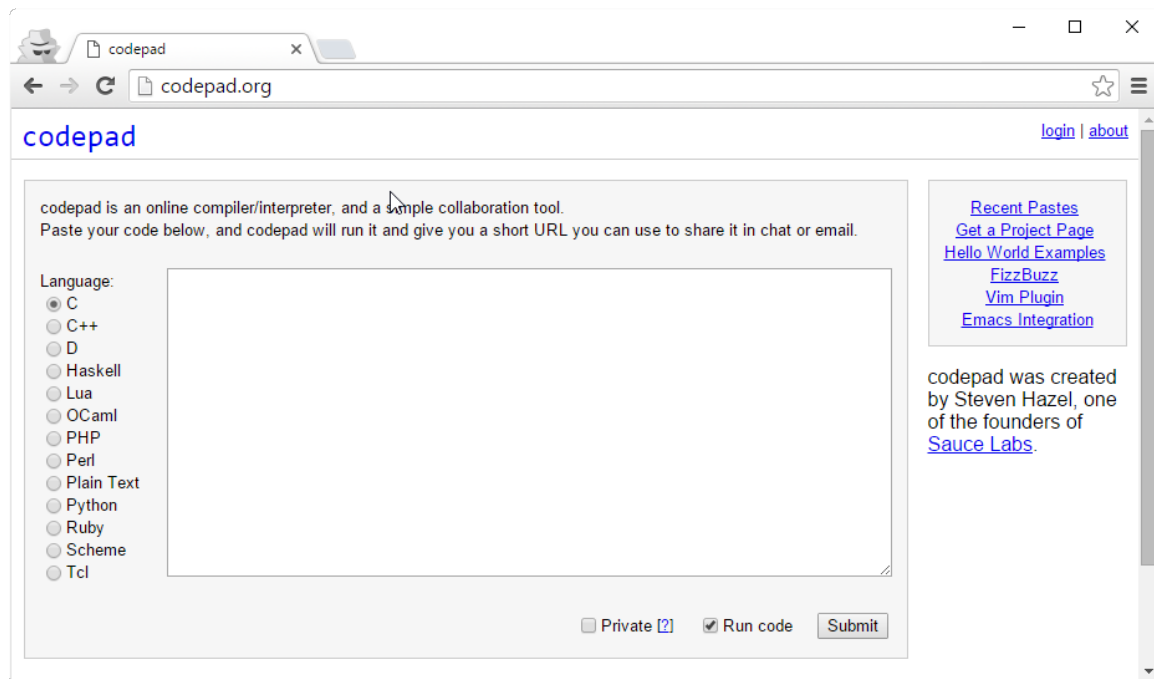 codepad
codepad.org
codepad
login | about
codepad is an online compiler/interpreter, and a simple collaboration tool.
Paste your code below, and codepad will run it and give you a short URL you can use to share it in chat or email.
Language:
C
C++
D
Haskell
Lua
OCaml
PHP
Perl
Plain Text
Python
Ruby
Scheme
Tcl
Private [?]
Run code
Submit
Recent Pastes
Get a Project Page
Hello World Examples
FizzBuzz
Vim Plugin
Emacs Integration
codepad was created
by Steven Hazel, one
of the founders of
Sauce Labs.